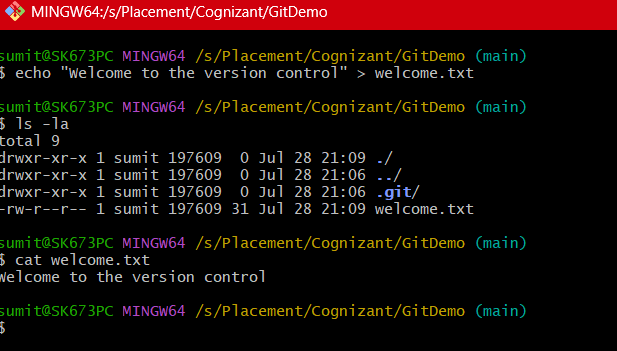 MINGW64:/s/Placement/Cognizant/GitDemo
sumit@SK673PC MINGW64 /s/Placement/Cognizant/GitDemo (main)
$ echo "Welcome to the version control" > welcome.txt
sumit@SK673PC MINGW64 /s/Placement/Cognizant/GitDemo (main)
$ ls -la
total 9
drwxr-xr-x 1 sumit 197609  0 Jul 28 21:09 ./
drwxr-xr-x 1 sumit 197609  0 Jul 28 21:06 ../
drwxr-xr-x 1 sumit 197609  0 Jul 28 21:06 .git/
-rw-r--r-- 1 sumit 197609 31 Jul 28 21:09 welcome.txt
sumit@SK673PC MINGW64 /s/Placement/Cognizant/GitDemo (main)
$ cat welcome.txt
Welcome to the version control
sumit@SK673PC MINGW64 /s/Placement/Cognizant/GitDemo (main)
$